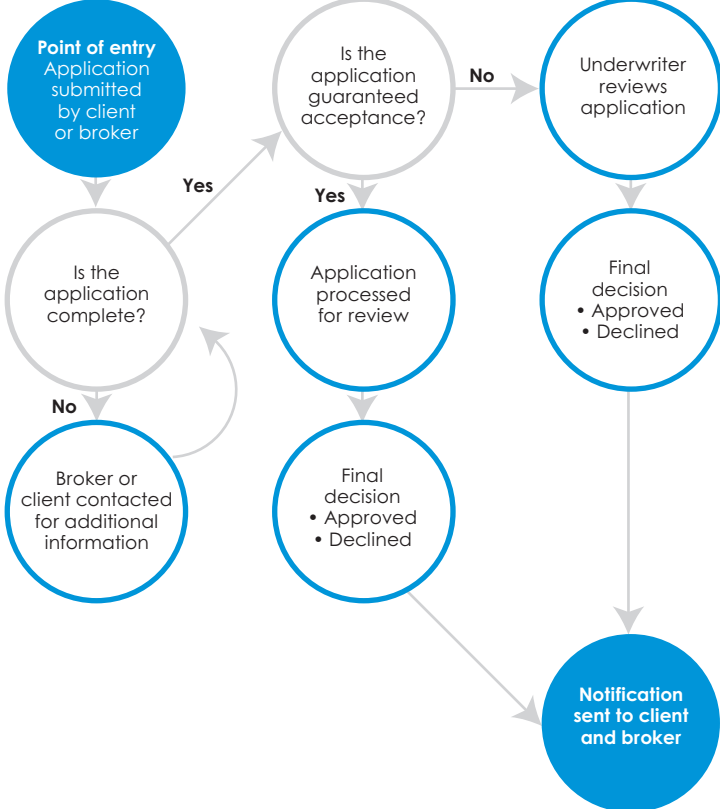 Point of entry
Application
submitted
by client
or broker
Is the
application
complete?
No
Broker or
client contacted
for additional
information
Yes
Is the
application
guaranteed
acceptance?
Yes
Application
processed
for review
Final
decision
• Approved
• Declined
No
Underwriter
reviews
application
Final
decision
• Approved
• Declined
Notification
sent to client
and broker